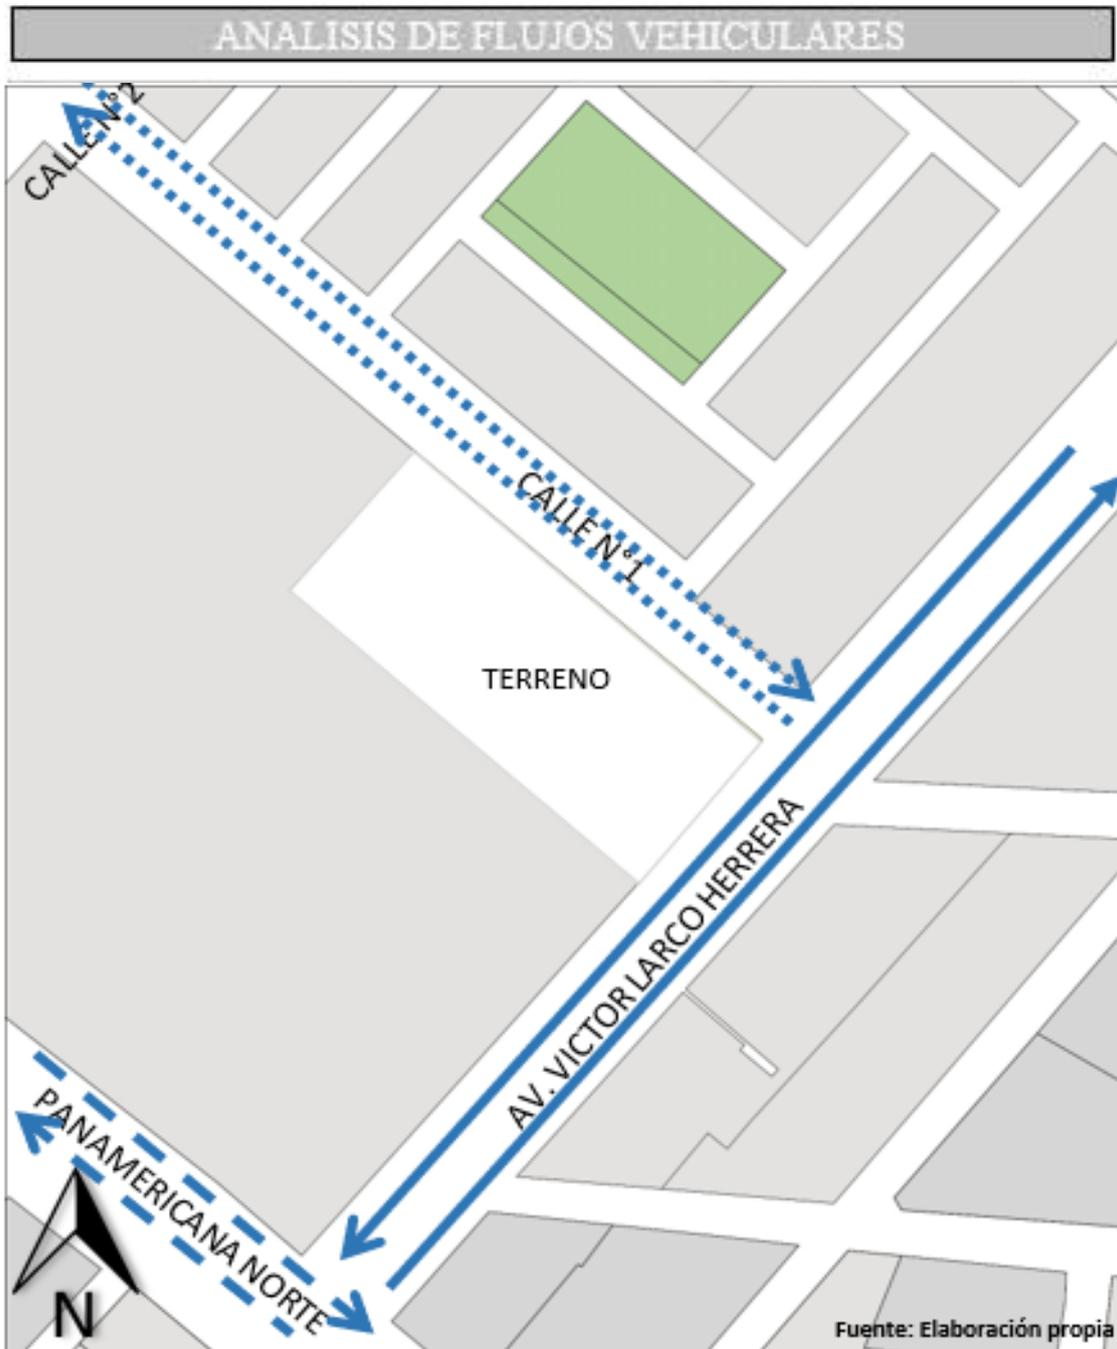 ANALISIS DE FLUJOS VEHICULARES
CALLE N°2
CALLE N°1
TERRENO
AV. VICTOR LARCO HERRERA
PANAMERICANA NORTE
N
Fuente: Elaboración propia